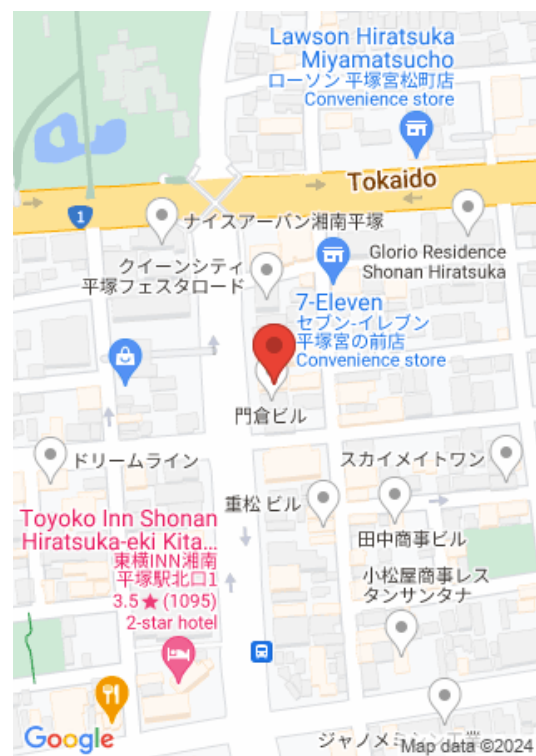 Lawson Hiratsuka
Miyamatsucho
ローソン 平塚宮松町店
Convenience store
Tokaido
1
ナイスアーバン湘南平塚
Glorio Residence
Shonan Hiratsuka
クイーンシティ
平塚フェスタロード
7-Eleven
セブン-イレブン
平塚宮の前店
Convenience store
門倉ビル
ドリームライン
スカイメイトワン
重松 ビル
田中商事ビル
Toyoko Inn Shonan
Hiratsuka-eki Kita...
東横INN湘南
平塚駅北口1
3.5★(1095)
2-star hotel
小松屋商事レス
タンサンタナ
Google
ジャノメミシン
Map data ©2024